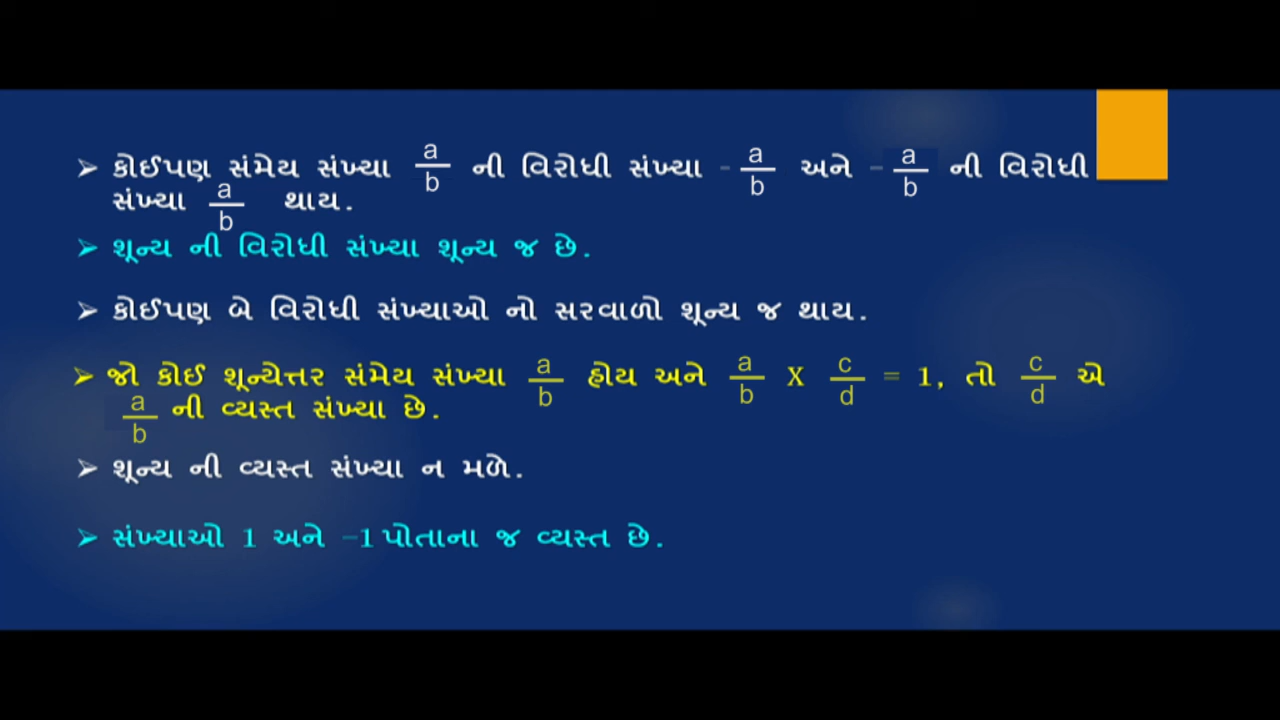 ➢ કોઈપણ સંમેય સંખ્યા a/b ની વિરોધી સંખ્યા -a/b અને -a/b ની વિરોધી
સંખ્યા a/b થાય.
➢ શૂન્ય ની વિરોધી સંખ્યા શૂન્ય જ છે.
➢ કોઈપણ બે વિરોધી સંખ્યાઓ નો સરવાળો શૂન્ય જ થાય.
➢ જો કોઈ શૂન્યેત્તર સંમેય સંખ્યા a/b હોય અને a/b X c/d = 1, તો c/d એ
a/b ની વ્યસ્ત સંખ્યા છે.
➢ શૂન્ય ની વ્યસ્ત સંખ્યા ન મળે.
➢ સંખ્યાઓ 1 અને -1 પોતાના જ વ્યસ્ત છે.